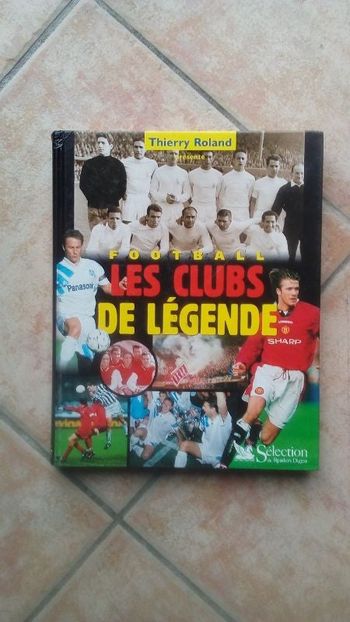 Thierry Roland
présente
FOOTBALL
LES CLUBS
DE LÉGENDE
Panasonic
SHARP
Sélection
du Reader's Digest